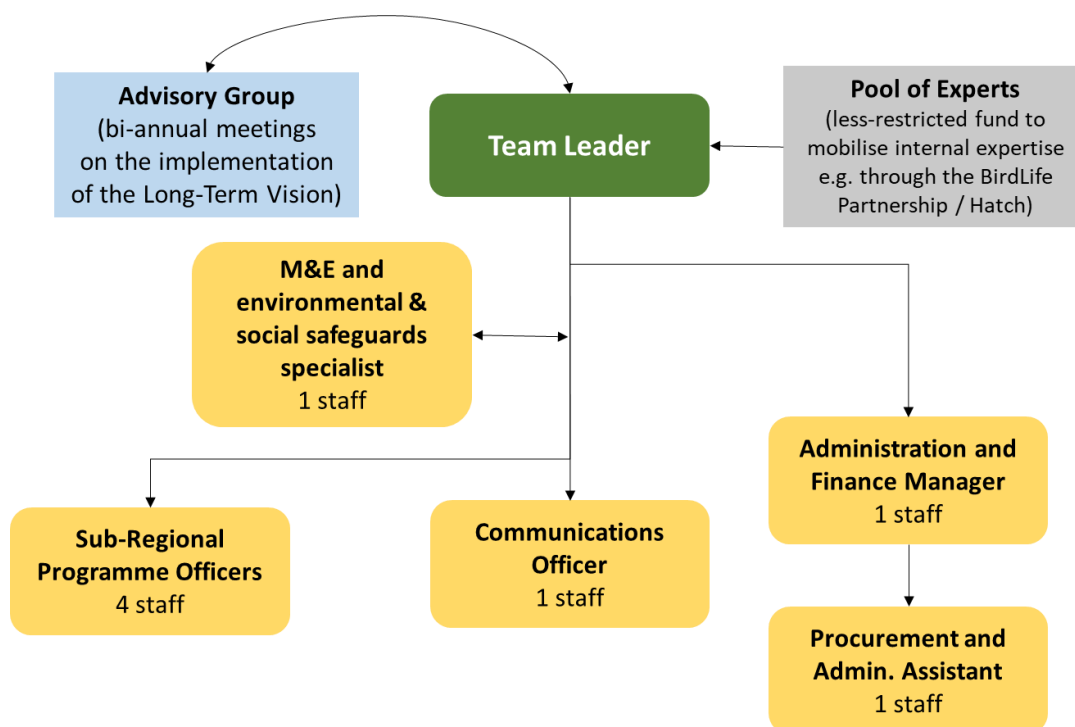 Advisory Group
(bi-annual meetings
on the implementation
of the Long-Term Vision)
Team Leader
Pool of Experts
(less-restricted fund to
mobilise internal expertise
e.g. through the BirdLife
Partnership / Hatch)
M&E and
environmental &
social safeguards
specialist
1 staff
Sub-Regional
Programme Officers
4 staff
Communications
Officer
1 staff
Administration and
Finance Manager
1 staff
Procurement and
Admin. Assistant
1 staff